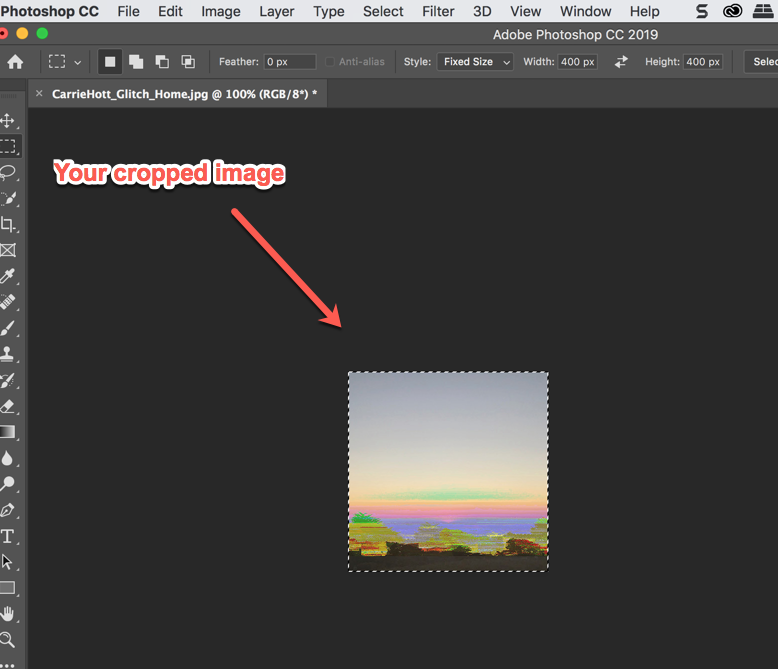 Photoshop CC File Edit Image Layer Type Select Filter 3D View Window Help
Adobe Photoshop CC 2019
Feather: 0 px Anti-alias Style: Fixed Size Width: 400 px Height: 400 px Selec
× CarrieHott_Glitch_Home.jpg @ 100% (RGB/8*) *
Your cropped image